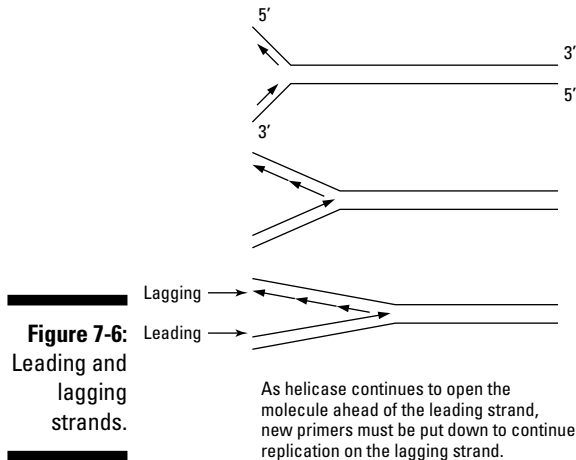 5′
3′
5′
3′
Lagging
Leading
Figure 7-6:
Leading and
lagging
strands.
As helicase continues to open the
molecule ahead of the leading strand,
new primers must be put down to continue
replication on the lagging strand.